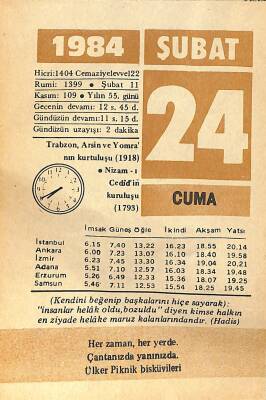 1984 ŞUBAT
Hicri:1404 Cemaziyelevvel22
Rumi: 1399 • Şubat 11
Kasım: 109 • Yılın 55. günü
Gecenin devamı: 12 s. 45 d.
Gündüzün devamı: 11 s. 15 d.
Gündüzün uzayışı: 2 dakika
Trabzon, Arsin ve Yomra'
nın kurtuluşu (1918)
• Nizam - ı
Cedid'in
kuruluşu
(1793)
24
CUMA
İmsak Güneş Öğle İkindi Akşam Yatsı
İstanbul 6.15 7.40 13.22 16.23 18.55 20,14
Ankara 6.00 7.23 13.07 16.10 18.40 19.58
İzmir 6.23 7.45 13.30 16.34 19.04 20,21
Adana 5.51 7.10 12.57 16.03 18.34 19.48
Erzurum 5.26 6.49 12.33 15.36 18.07 19.25
Samsun 5.46 7.11 12.53 15.54 18.25 19.45
(Kendini beğenip başkalarını hiçe sayarak):
"insanlar helâk oldu,bozuldu" diyen kimse halkın
en ziyade helâke maruz kalanlarındandır. (Hadis)
Her zaman, her yerde.
Çantanızda yanınızda.
Ülker Piknik bisküvileri